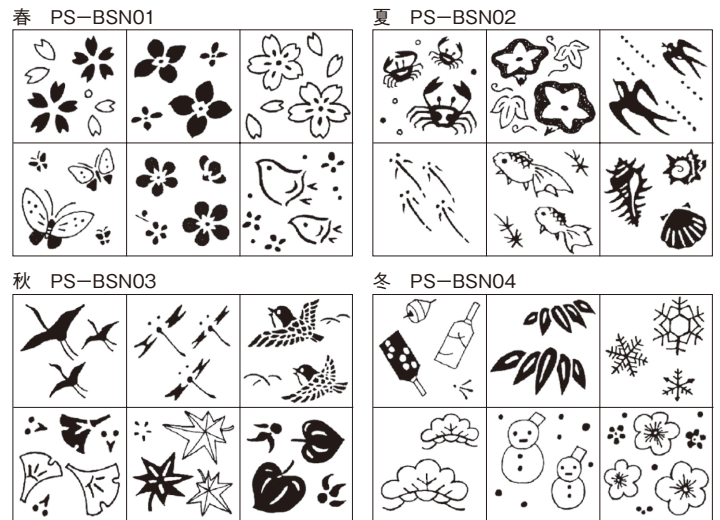 春 PS-BSN01
夏 PS-BSN02
秋 PS-BSN03
冬 PS-BSN04